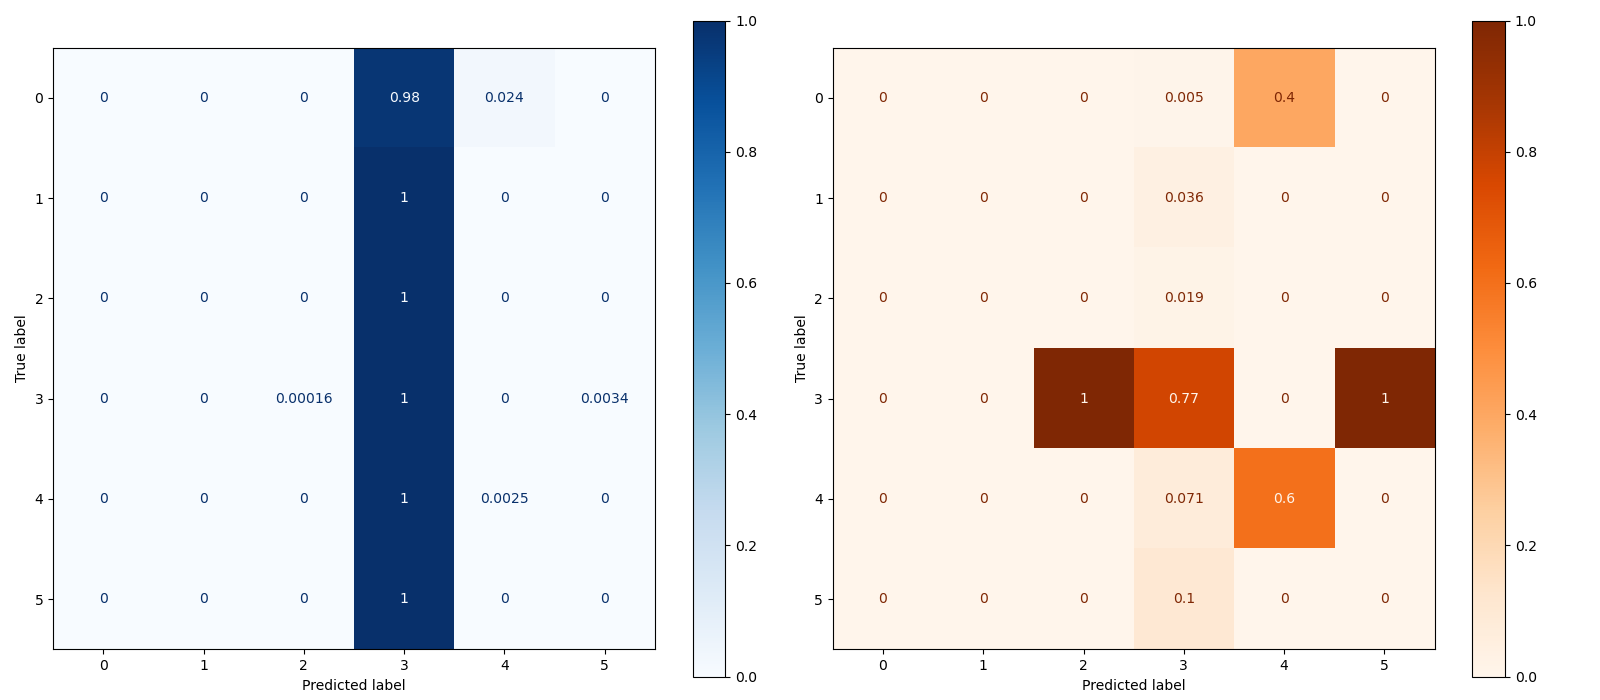 0 0 0 0 0.98 0.024 0
1 0 0 0 1 0 0
2 0 0 0 1 0 0
3 0 0 0.00016 1 0 0.0034
4 0 0 0 1 0.0025 0
5 0 0 0 1 0 0
0 1 2 3 4 5
True label
Predicted label
1.0
0.8
0.6
0.4
0.2
0.0
0 0 0 0 0.005 0.4 0
1 0 0 0 0.036 0 0
2 0 0 0 0.019 0 0
3 0 0 1 0.77 0 1
4 0 0 0 0.071 0.6 0
5 0 0 0 0.1 0 0
0 1 2 3 4 5
True label
Predicted label
1.0
0.8
0.6
0.4
0.2
0.0